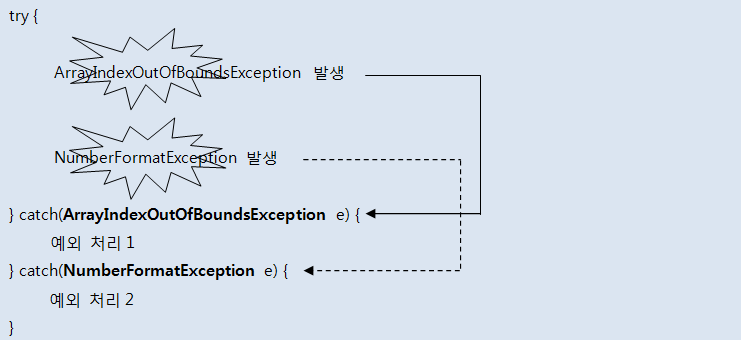 try {
ArrayIndexOutOfBoundsException 발생
NumberFormatException 발생
} catch(ArrayIndexOutOfBoundsException e) {
예외 처리 1
} catch(NumberFormatException e) {
예외 처리 2
}